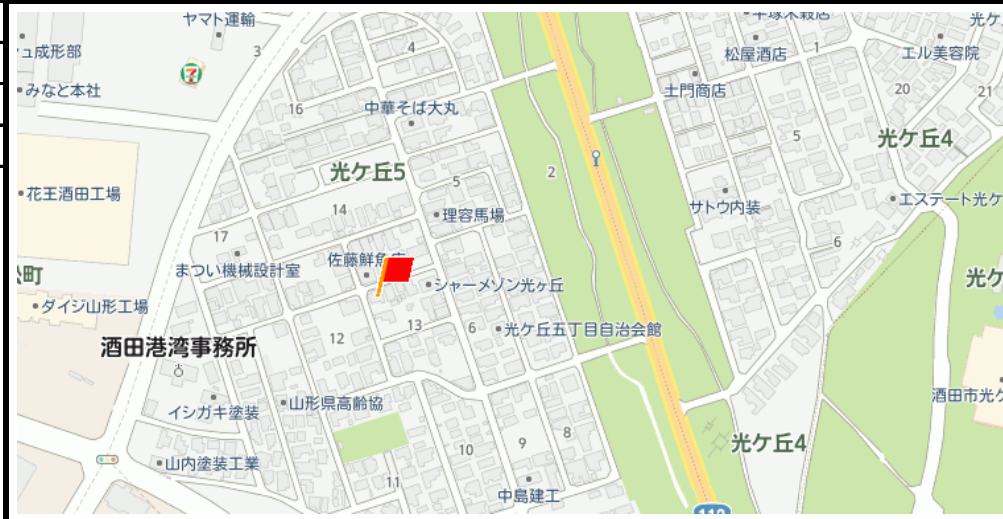 ヤマト運輸
光ケ
松屋酒店
1
エル美容院
4
3
ュ成形部
みなと本社
土門商店
20
21
16
中華そば大丸
5
光ケ丘4
光ケ丘5
2
花王酒田工場
5
サトウ内装
エステート光ケ
14
理容馬場
17
6
まつい機械設計室
佐藤鮮魚
町
シャーメゾン光ヶ丘
光ケ
ダイジ山形工場
13
6
光ケ丘五丁目自治会館
12
酒田港湾事務所
酒田市光ケ
イシガキ塗装
山形県高齢協
光ケ丘4
8
9
10
山内塗装工業
11
中島建工
112